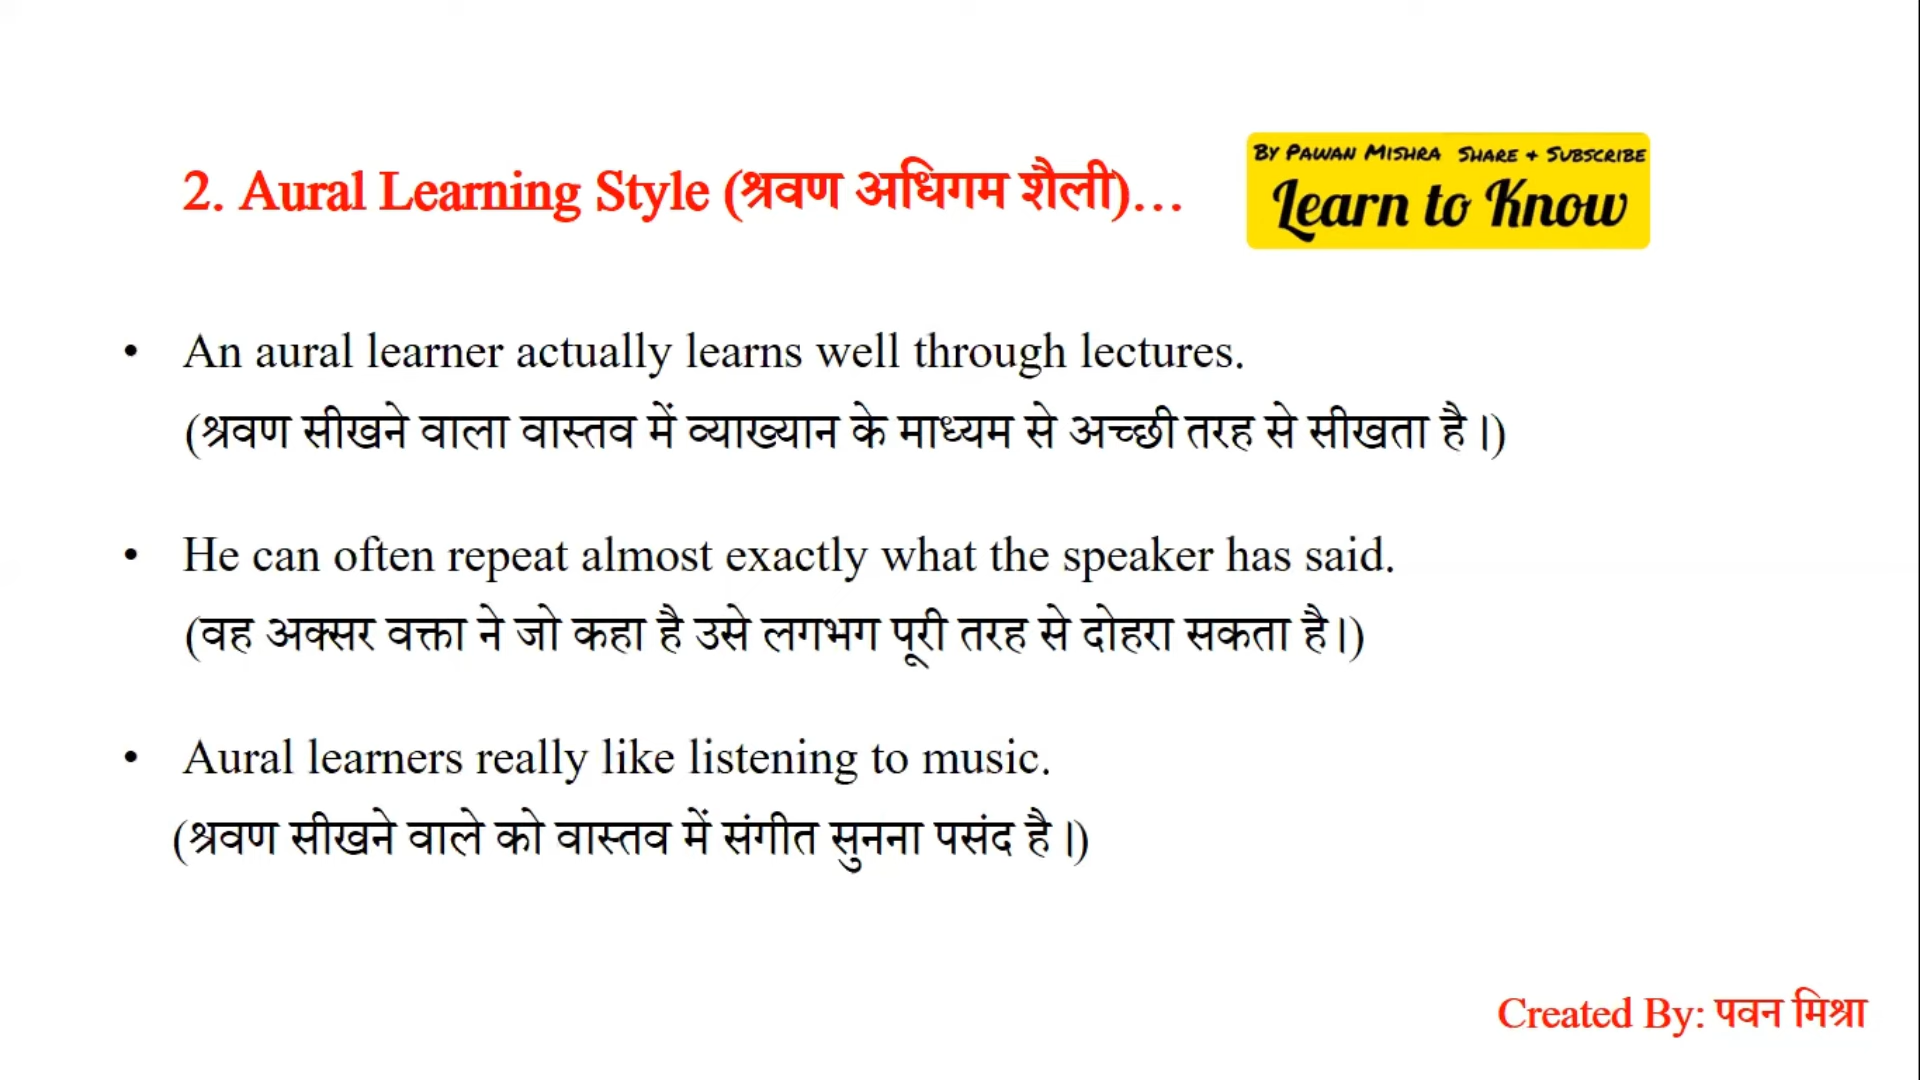 2. Aural Learning Style (श्रवण अधिगम शैली)...
By Pawan Mishra Share + Subscribe
Learn to Know
• An aural learner actually learns well through lectures.
(श्रवण सीखने वाला वास्तव में व्याख्यान के माध्यम से अच्छी तरह से सीखता है।)
• He can often repeat almost exactly what the speaker has said.
(वह अक्सर वक्ता ने जो कहा है उसे लगभग पूरी तरह से दोहरा सकता है।)
• Aural learners really like listening to music.
(श्रवण सीखने वाले को वास्तव में संगीत सुनना पसंद है।)
Created By: पवन मिश्रा